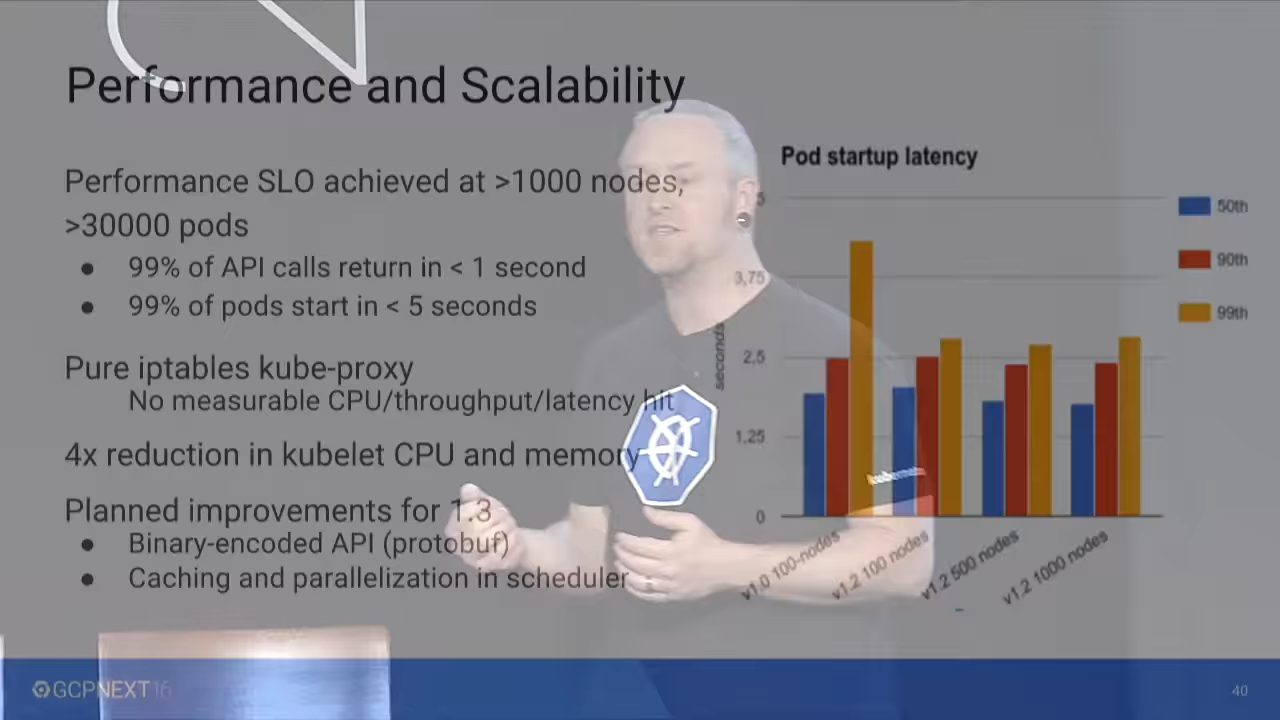 Performance and Scalability
Performance SLO achieved at >1000 nodes,
>30000 pods
● 99% of API calls return in < 1 second
● 99% of pods start in < 5 seconds
Pure iptables kube-proxy
No measurable CPU/throughput/latency hit
4x reduction in kubelet CPU and memory
Planned improvements for 1.3
● Binary-encoded API (protobuf)
● Caching and parallelization in scheduler
Pod startup latency
5
3,75
2,5
1,25
0
seconds
50th
90th
99th
v1.0 100-nodes
v1.2 100 nodes
v1.2 500 nodes
v1.2 1000 nodes
kubernetes
GCPNEXT16
40